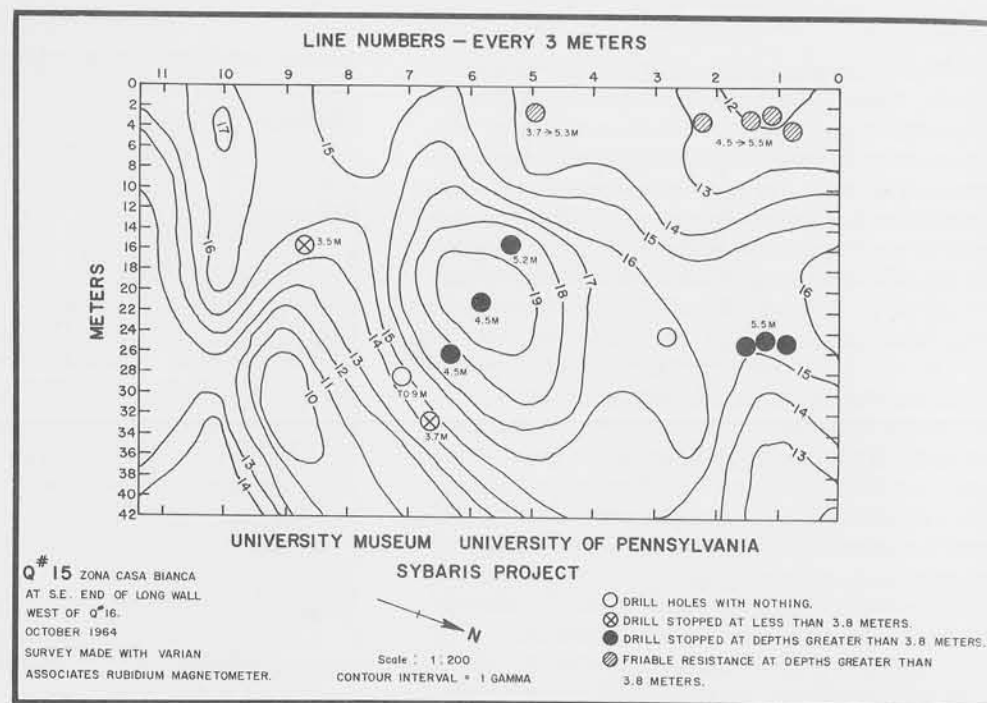 LINE NUMBERS — EVERY 3 METERS
11 10 9 8 7 6 5 4 3 2 1 0
METERS
0
2
4
6
8
10
12
14
16
18
20
22
24
26
28
30
32
34
36
38
40
42
17
16
15
3.7→5.3M
12
4.5→5.5M
13
14
15
16
3.5M
5.2M
17
18
19
4.5M
16
5.5M
15
14
13
15
14
13
12
11
10
4.5M
TO 9M
3.7M
13
14
UNIVERSITY MUSEUM UNIVERSITY OF PENNSYLVANIA
SYBARIS PROJECT
Q#15 ZONA CASA BIANCA
AT S.E. END OF LONG WALL
WEST OF Q#16.
OCTOBER 1964
SURVEY MADE WITH VARIAN
ASSOCIATES RUBIDIUM MAGNETOMETER.
N
Scale : 1:200
CONTOUR INTERVAL = 1 GAMMA
DRILL HOLES WITH NOTHING.
DRILL STOPPED AT LESS THAN 3.8 METERS.
DRILL STOPPED AT DEPTHS GREATER THAN 3.8 METERS.
FRIABLE RESISTANCE AT DEPTHS GREATER THAN
3.8 METERS.